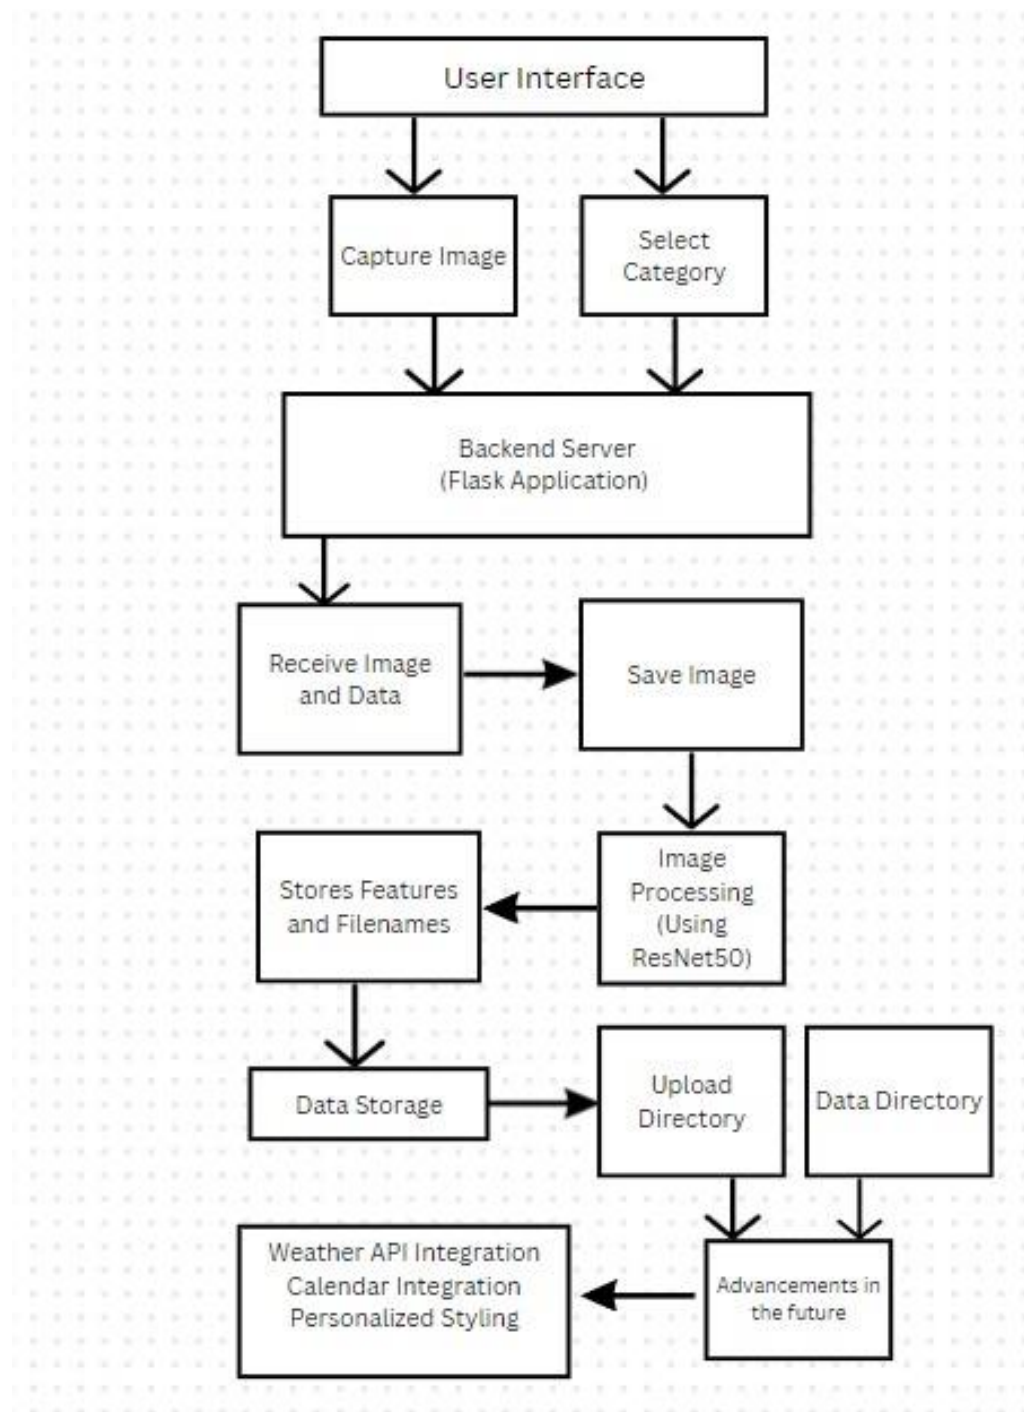 User Interface
Capture Image
Select
Category
Backend Server
(Flask Application)
Receive Image
and Data
Save Image
Image
Processing
(Using
ResNet50)
Stores Features
and Filenames
Data Storage
Upload
Directory
Data Directory
Advancements in
the future
Weather API Integration
Calendar Integration
Personalized Styling